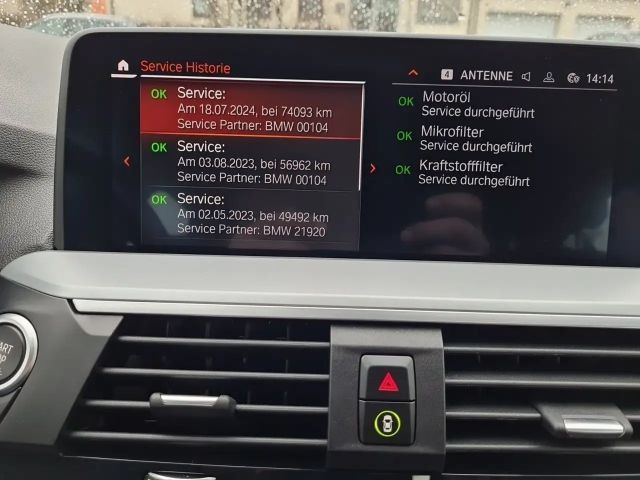 Service Historie
4 ANTENNE 14:14
OK Service:
Am 18.07.2024, bei 74093 km
Service Partner: BMW 00104
OK Service:
Am 03.08.2023, bei 56962 km
Service Partner: BMW 00104
OK Service:
Am 02.05.2023, bei 49492 km
Service Partner: BMW 21920
OK Motoröl
Service durchgeführt
OK Mikrofilter
Service durchgeführt
OK Kraftstofffilter
Service durchgeführt